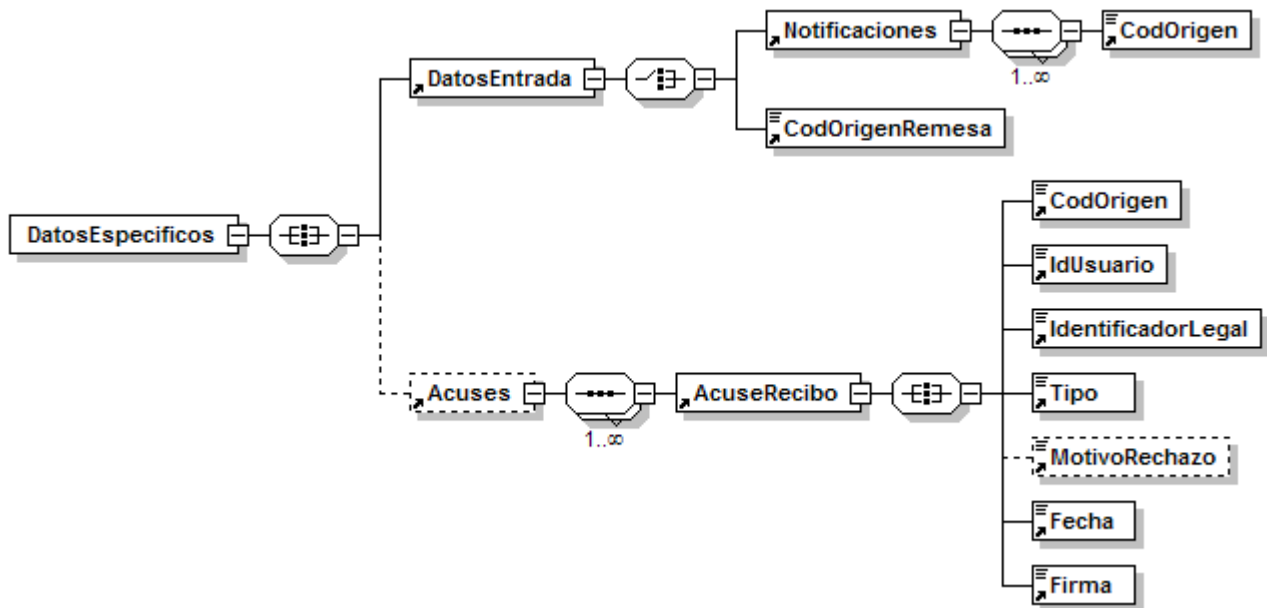 Notificaciones
CodOrigen
1..∞
DatosEntrada
CodOrigenRemesa
CodOrigen
DatosEspecificos
IdUsuario
IdentificadorLegal
Acuses
AcuseRecibo
Tipo
1..∞
MotivoRechazo
Fecha
Firma